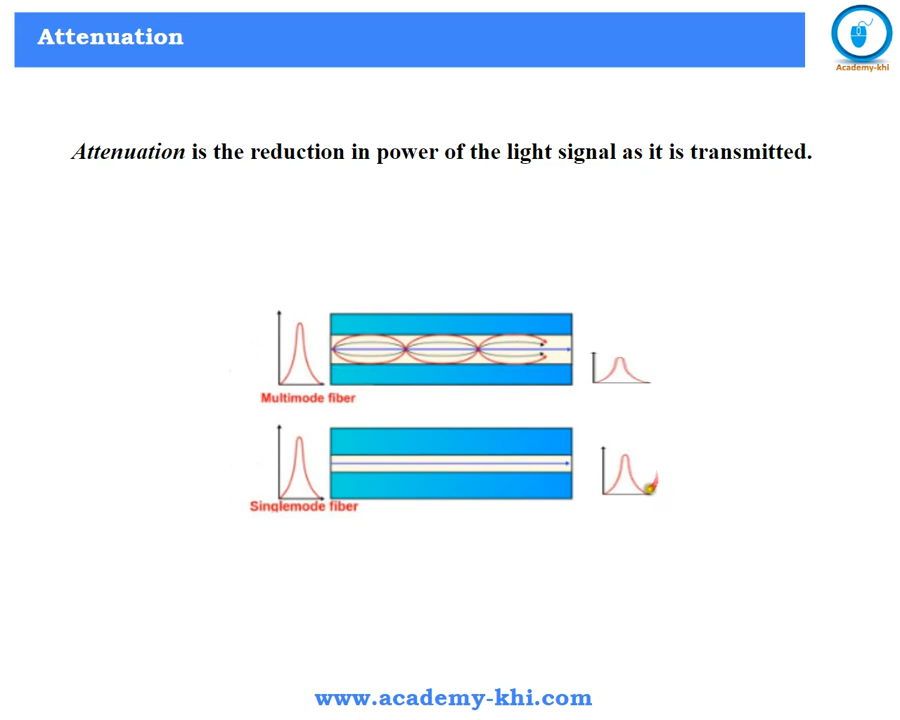 Attenuation
Academy-khi
Attenuation is the reduction in power of the light signal as it is transmitted.
Multimode fiber
Singlemode fiber
www.academy-khi.com